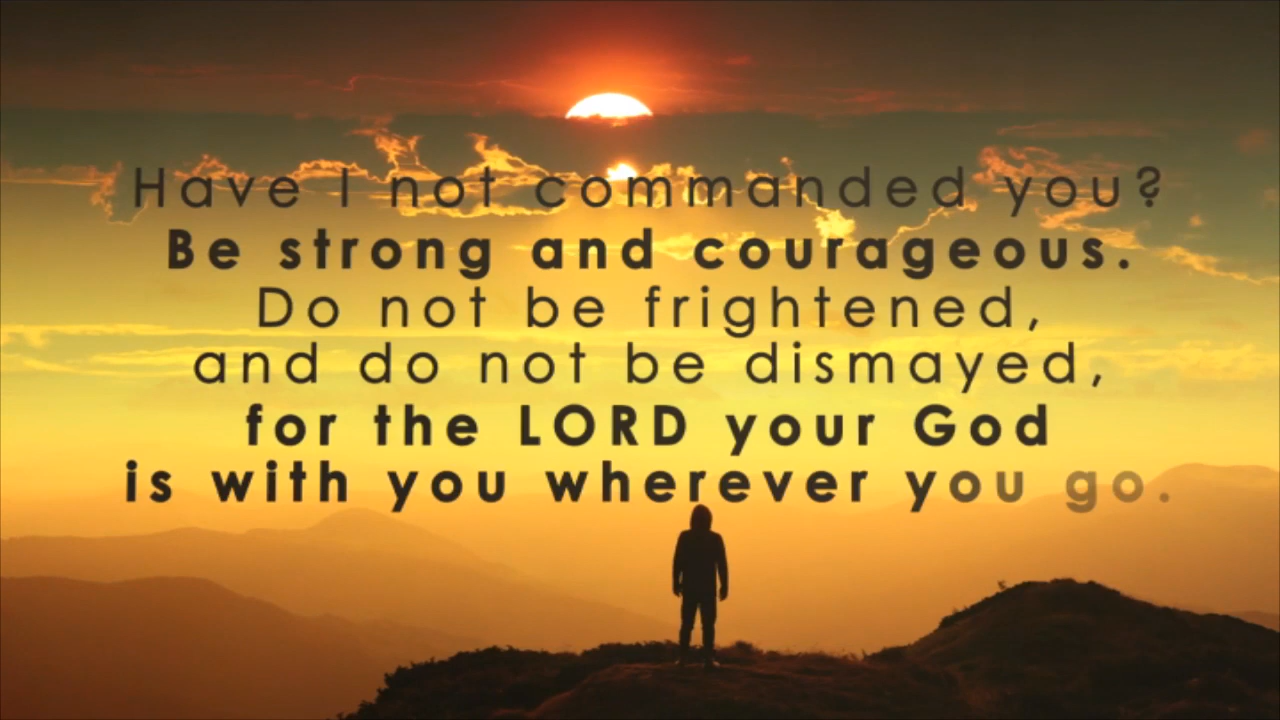 Have I not commanded you?
Be strong and courageous.
Do not be frightened,
and do not be dismayed,
for the LORD your God
is with you wherever you go.